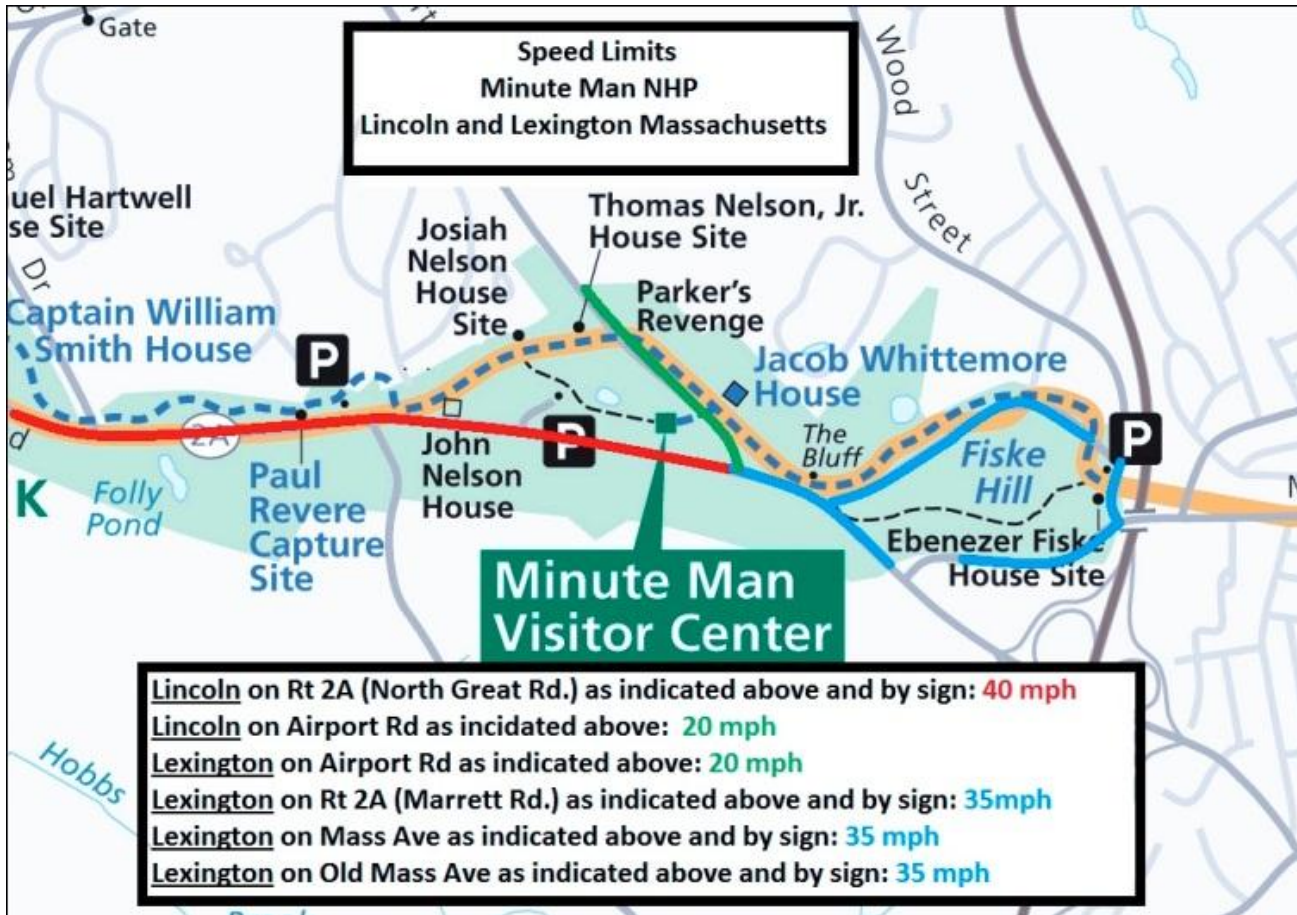 Gate
Speed Limits
Minute Man NHP
Lincoln and Lexington Massachusetts
Wood
Street
uel Hartwell
se Site
Dr
Josiah
Nelson
House
Site
Thomas Nelson, Jr.
House Site
Parker's
Revenge
Captain William
Smith House
P
Jacob Whittemore
House
2A
John
Nelson
House
P
The
Bluff
Fiske
Hill
P
K
Folly
Pond
Paul
Revere
Capture
Site
Ebenezer Fiske
House Site
Minute Man
Visitor Center
Lincoln on Rt 2A (North Great Rd.) as indicated above and by sign: 40 mph
Lincoln on Airport Rd as incidated above: 20 mph
Lexington on Airport Rd as indicated above: 20 mph
Lexington on Rt 2A (Marrett Rd.) as indicated above and by sign: 35mph
Lexington on Mass Ave as indicated above and by sign: 35 mph
Lexington on Old Mass Ave as indicated above and by sign: 35 mph
Hobbs